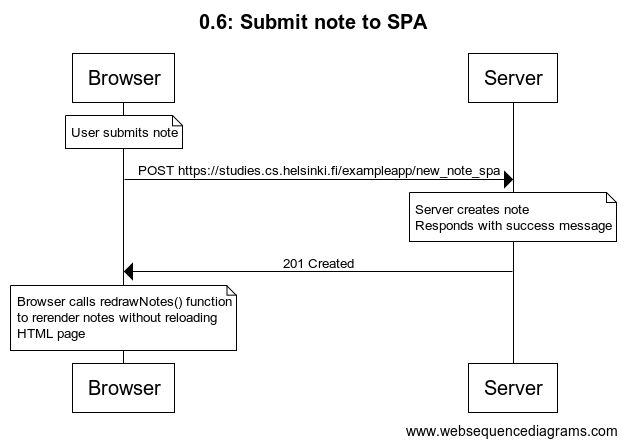 0.6: Submit note to SPA
Browser
Server
User submits note
POST https://studies.cs.helsinki.fi/exampleapp/new_note_spa
Server creates note
Responds with success message
201 Created
Browser calls redrawNotes() function
to rerender notes without reloading
HTML page
Browser
Server
www.websequencediagrams.com